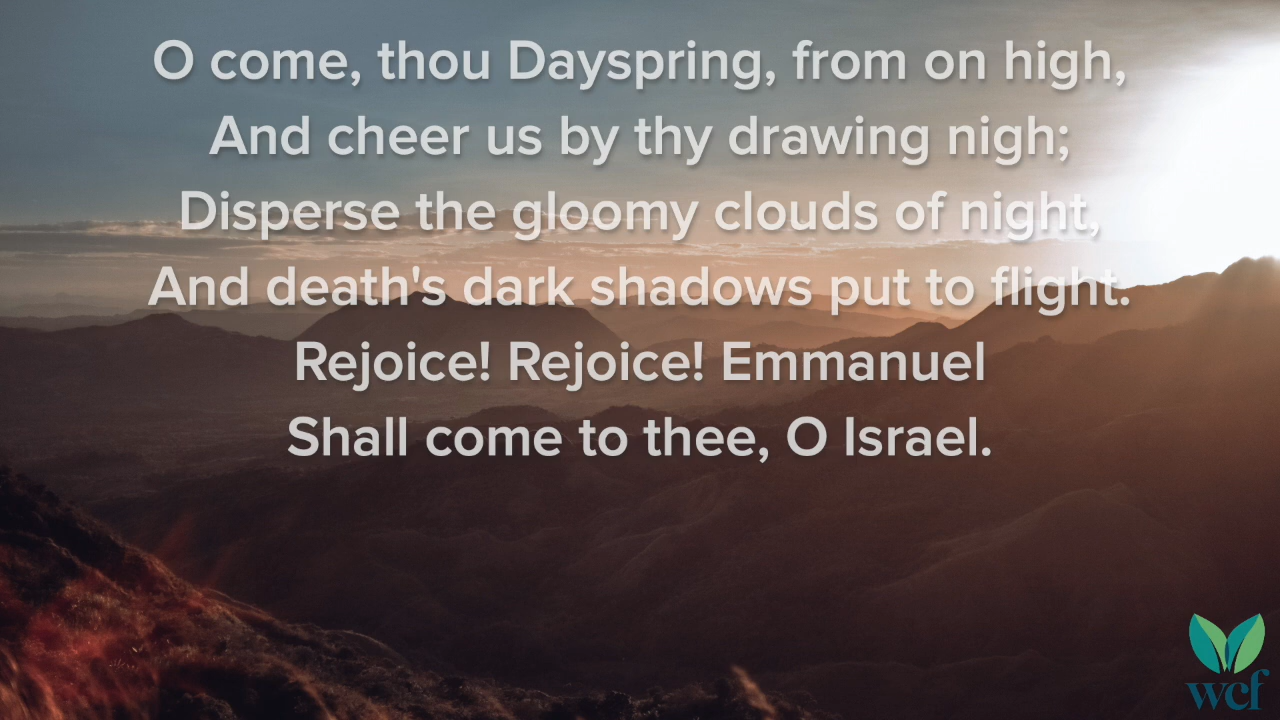 O come, thou Dayspring, from on high,
And cheer us by thy drawing nigh;
Disperse the gloomy clouds of night,
And death's dark shadows put to flight.
Rejoice! Rejoice! Emmanuel
Shall come to thee, O Israel.
wcf